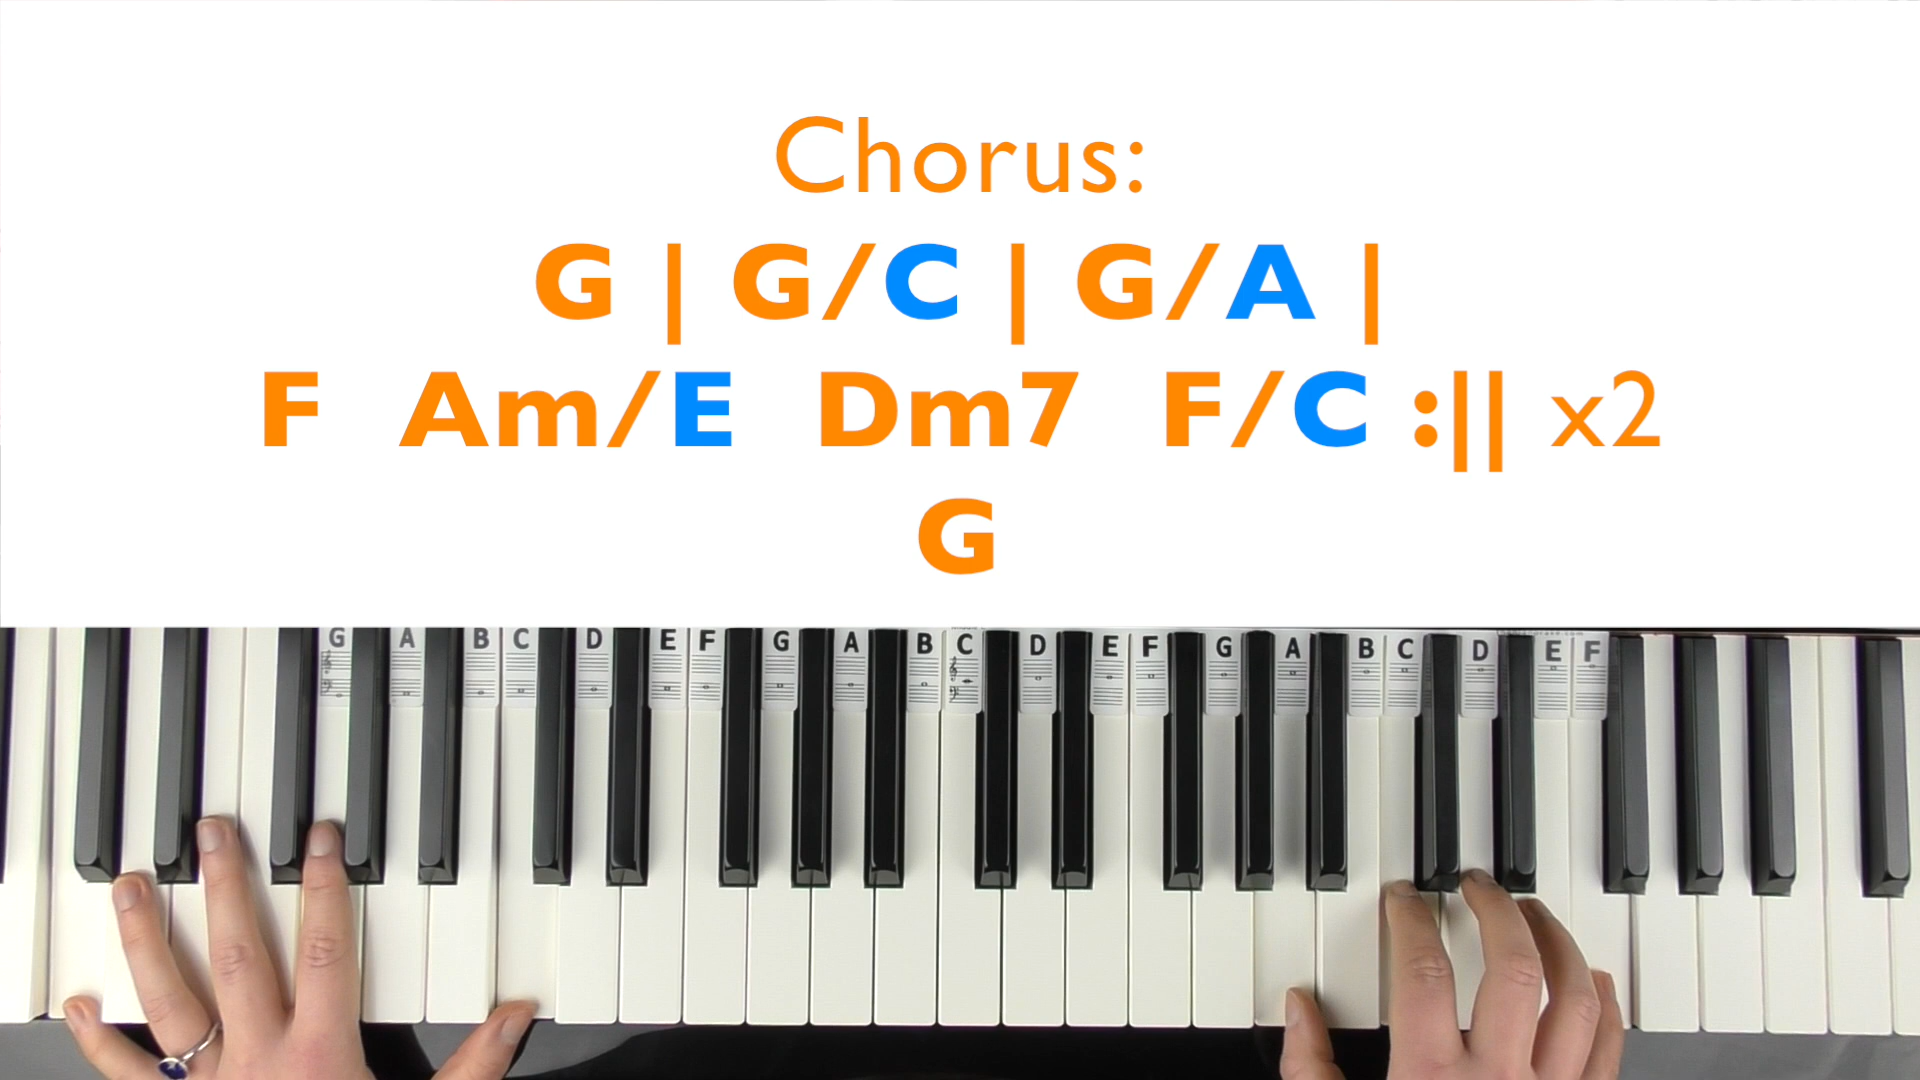 Chorus:
G | G/C | G/A |
F Am/E Dm7 F/C :|| x2
G
G A B C D E F G A B C D E F G A B C D E F